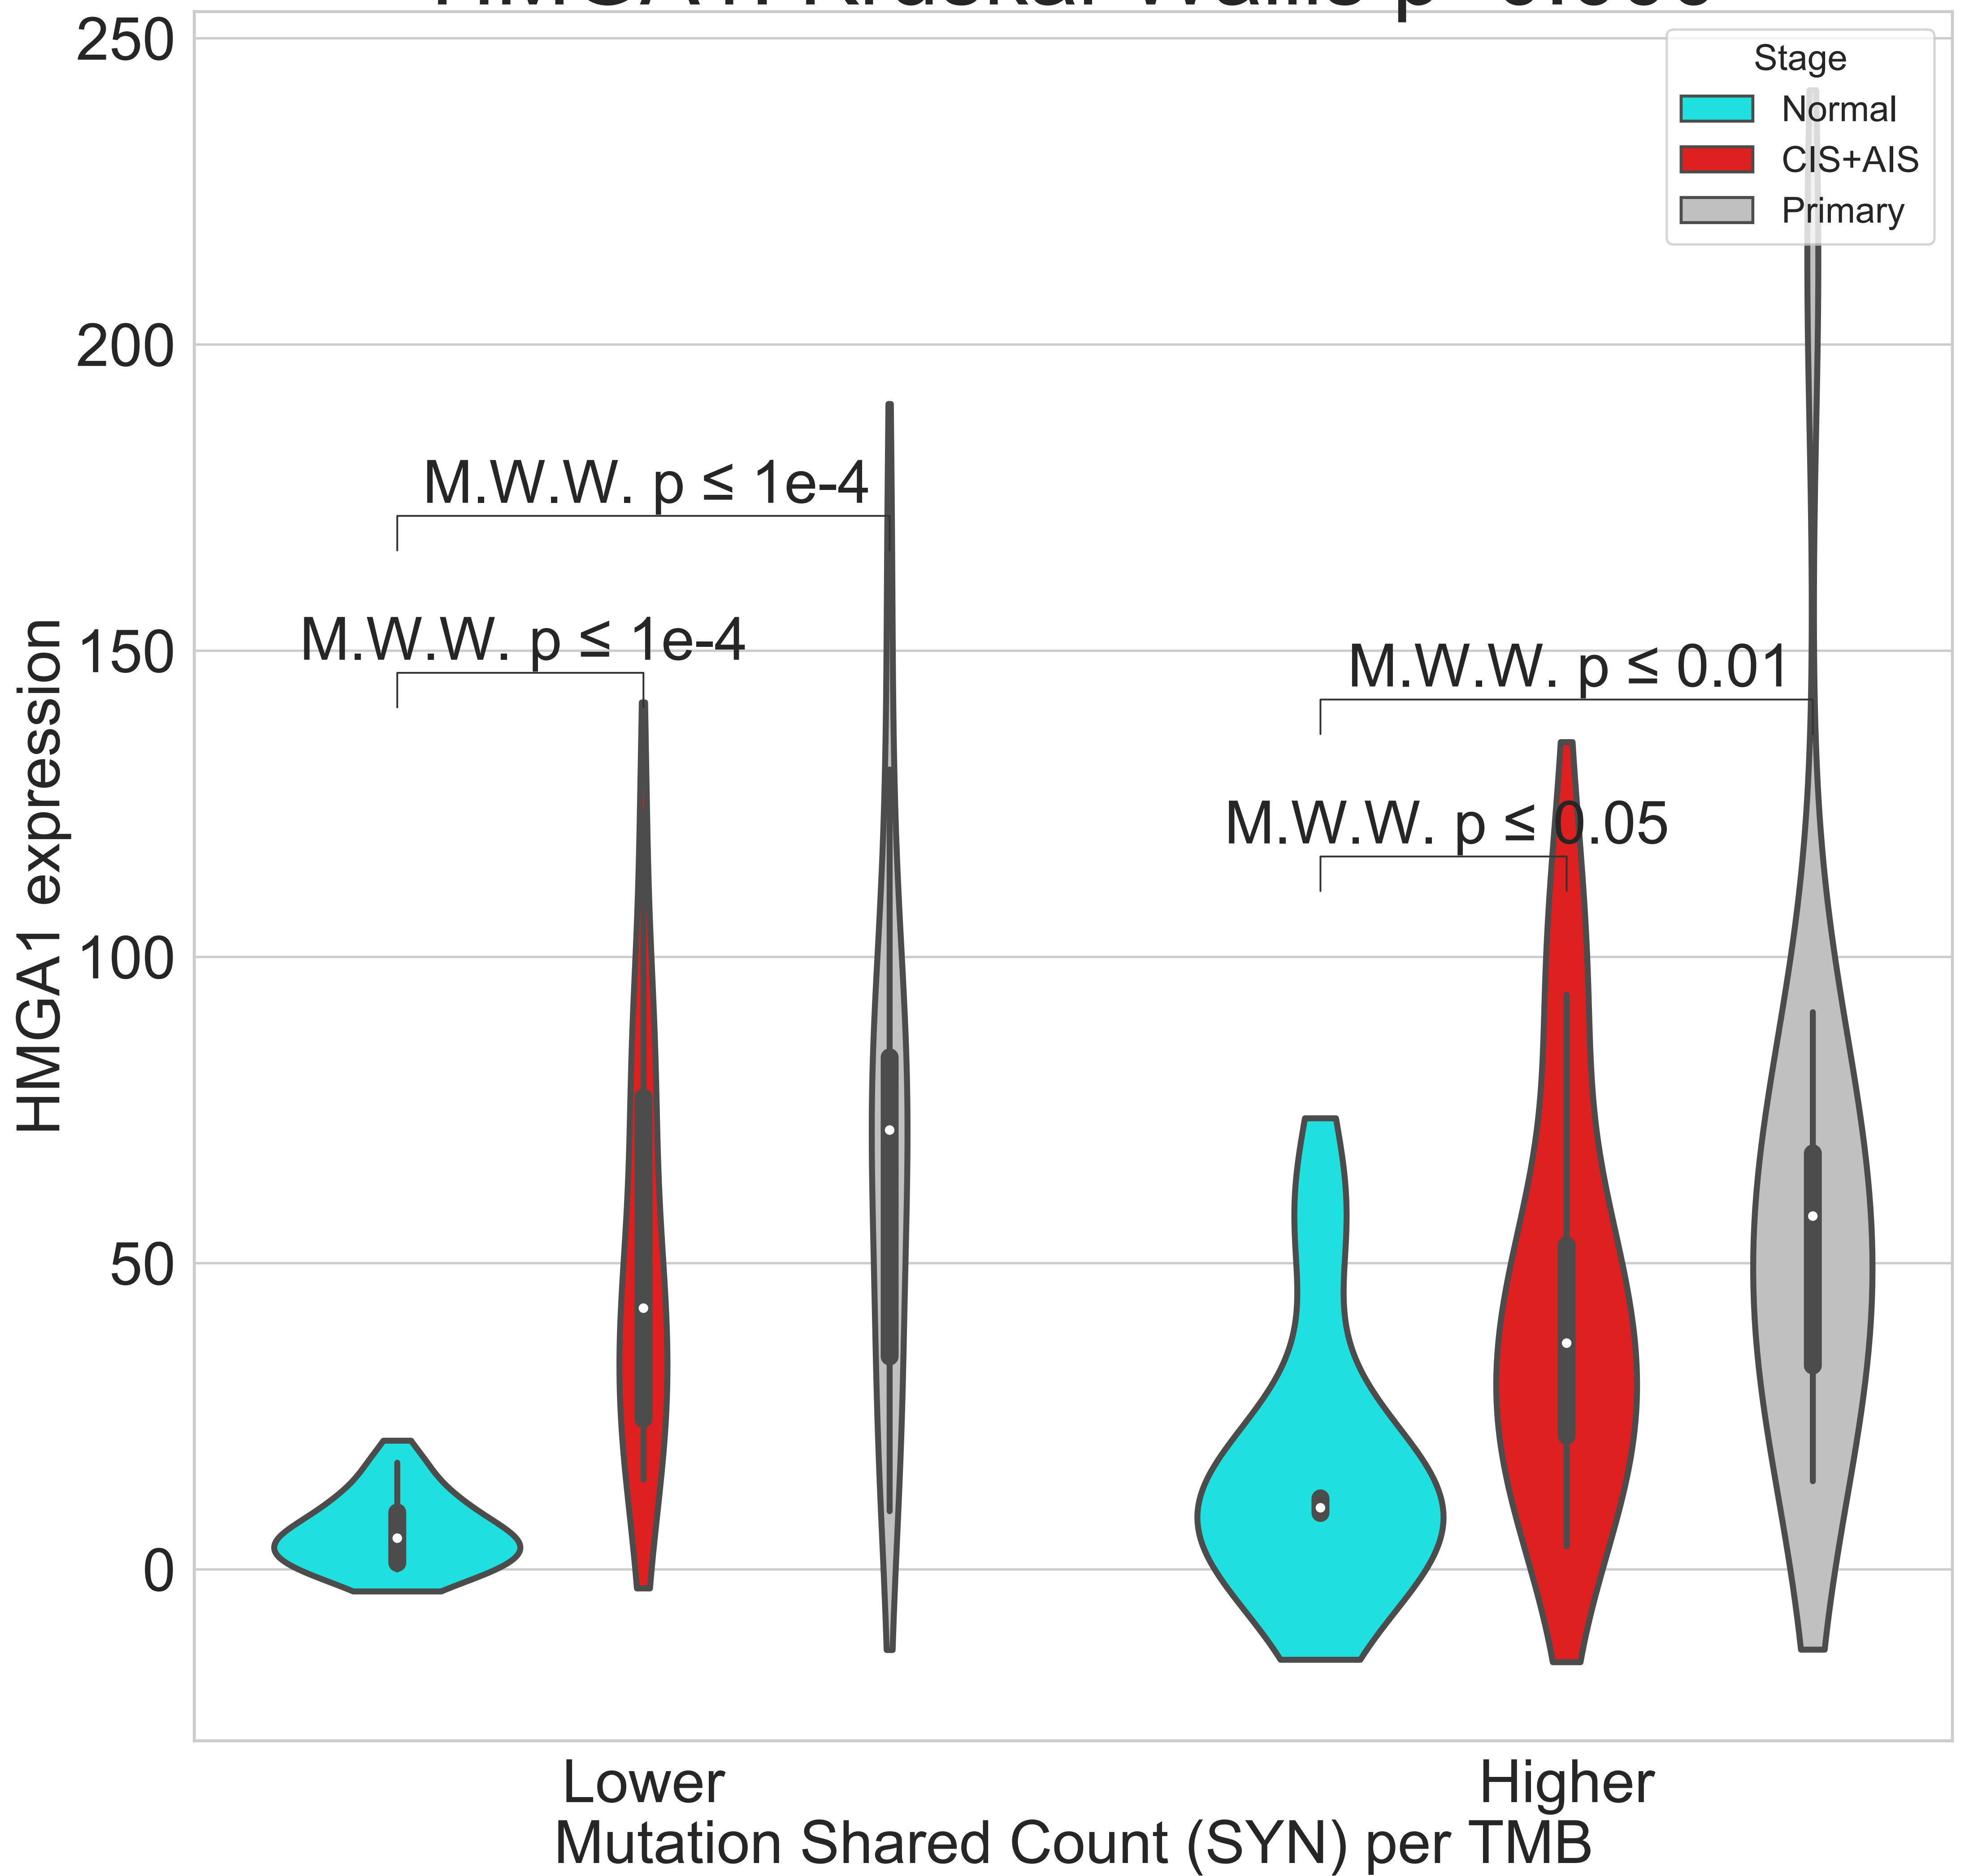 250
200
150
100
50
0
HMGA1 expression
Stage
Normal
CIS+AIS
Primary
M.W.W. p ≤ 1e-4
M.W.W. p ≤ 1e-4
M.W.W. p ≤ 0.01
M.W.W. p ≤ 0.05
Lower
Higher
Mutation Shared Count (SYN) per TMB